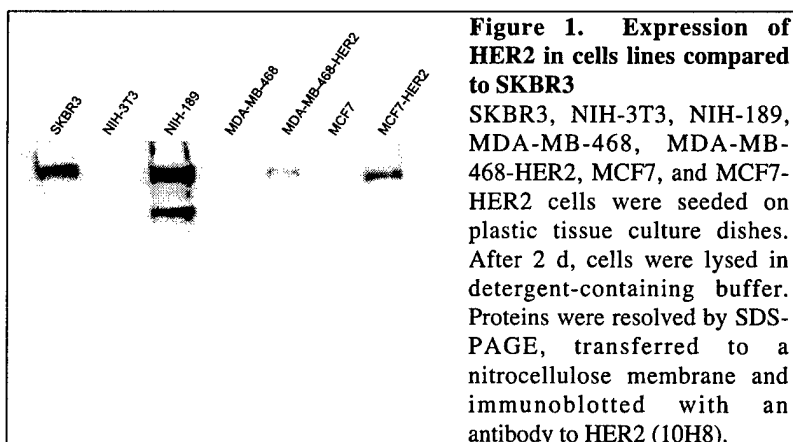 SKBR3
NIH-3T3
NIH-189
MDA-MB-468
MDA-MB-468-HER2
MCF7
MCF7-HER2
Figure 1. Expression of
HER2 in cells lines compared
to SKBR3
SKBR3, NIH-3T3, NIH-189,
MDA-MB-468, MDA-MB-
468-HER2, MCF7, and MCF7-
HER2 cells were seeded on
plastic tissue culture dishes.
After 2 d, cells were lysed in
detergent-containing buffer.
Proteins were resolved by SDS-
PAGE, transferred to a
nitrocellulose membrane and
immunoblotted with an
antibody to HER2 (10H8).